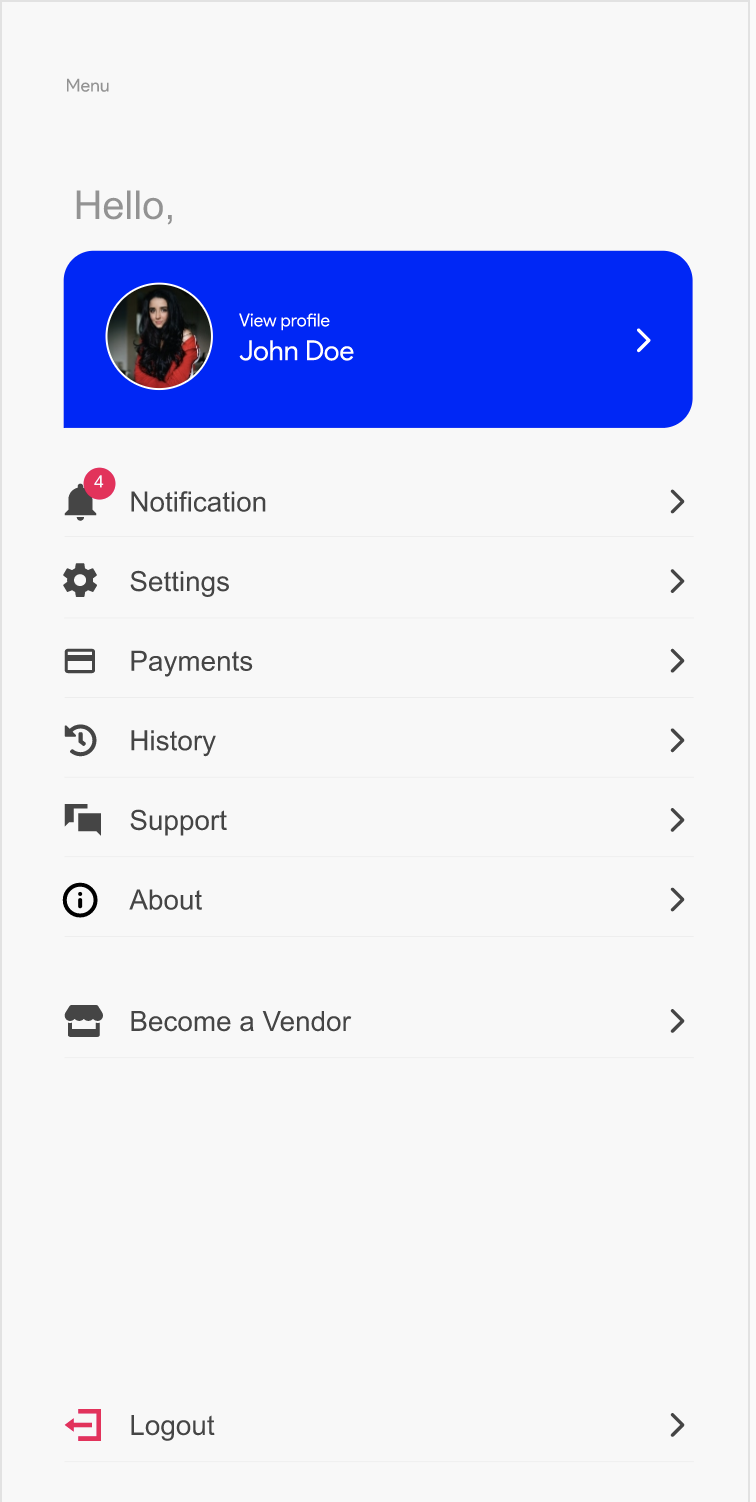 Menu
Hello,
View profile
John Doe
4
Notification
Settings
Payments
History
Support
About
Become a Vendor
Logout